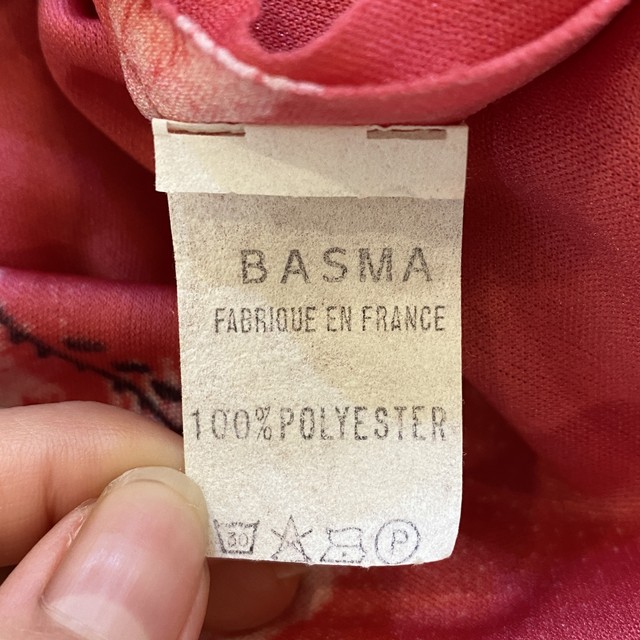 BASMA
FABRIQUE EN FRANCE
100% POLYESTER
30 P